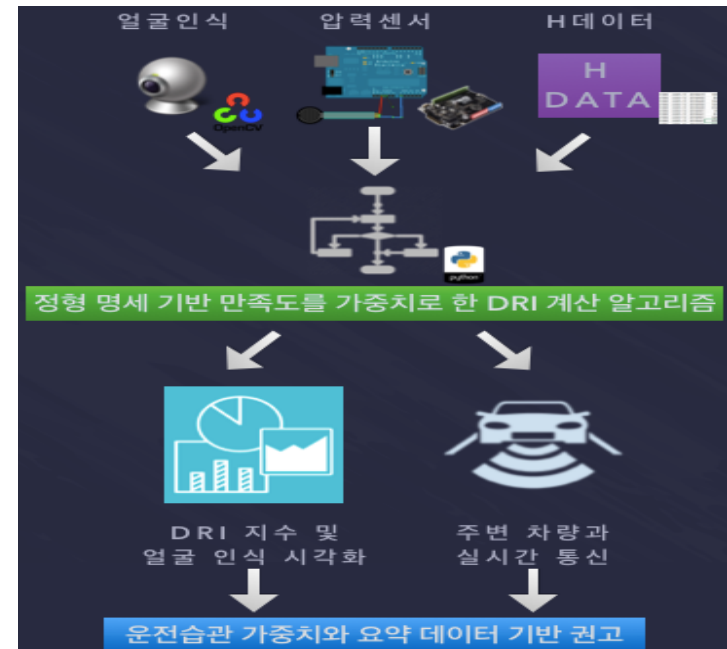 얼굴인식
압력센서
H데이터
H
DATA
OpenCV
python
정형 명세 기반 만족도를 가중치로 한 DRI 계산 알고리즘
DRI 지수 및
얼굴 인식 시각화
주변 차량과
실시간 통신
운전습관 가중치와 요약 데이터 기반 권고